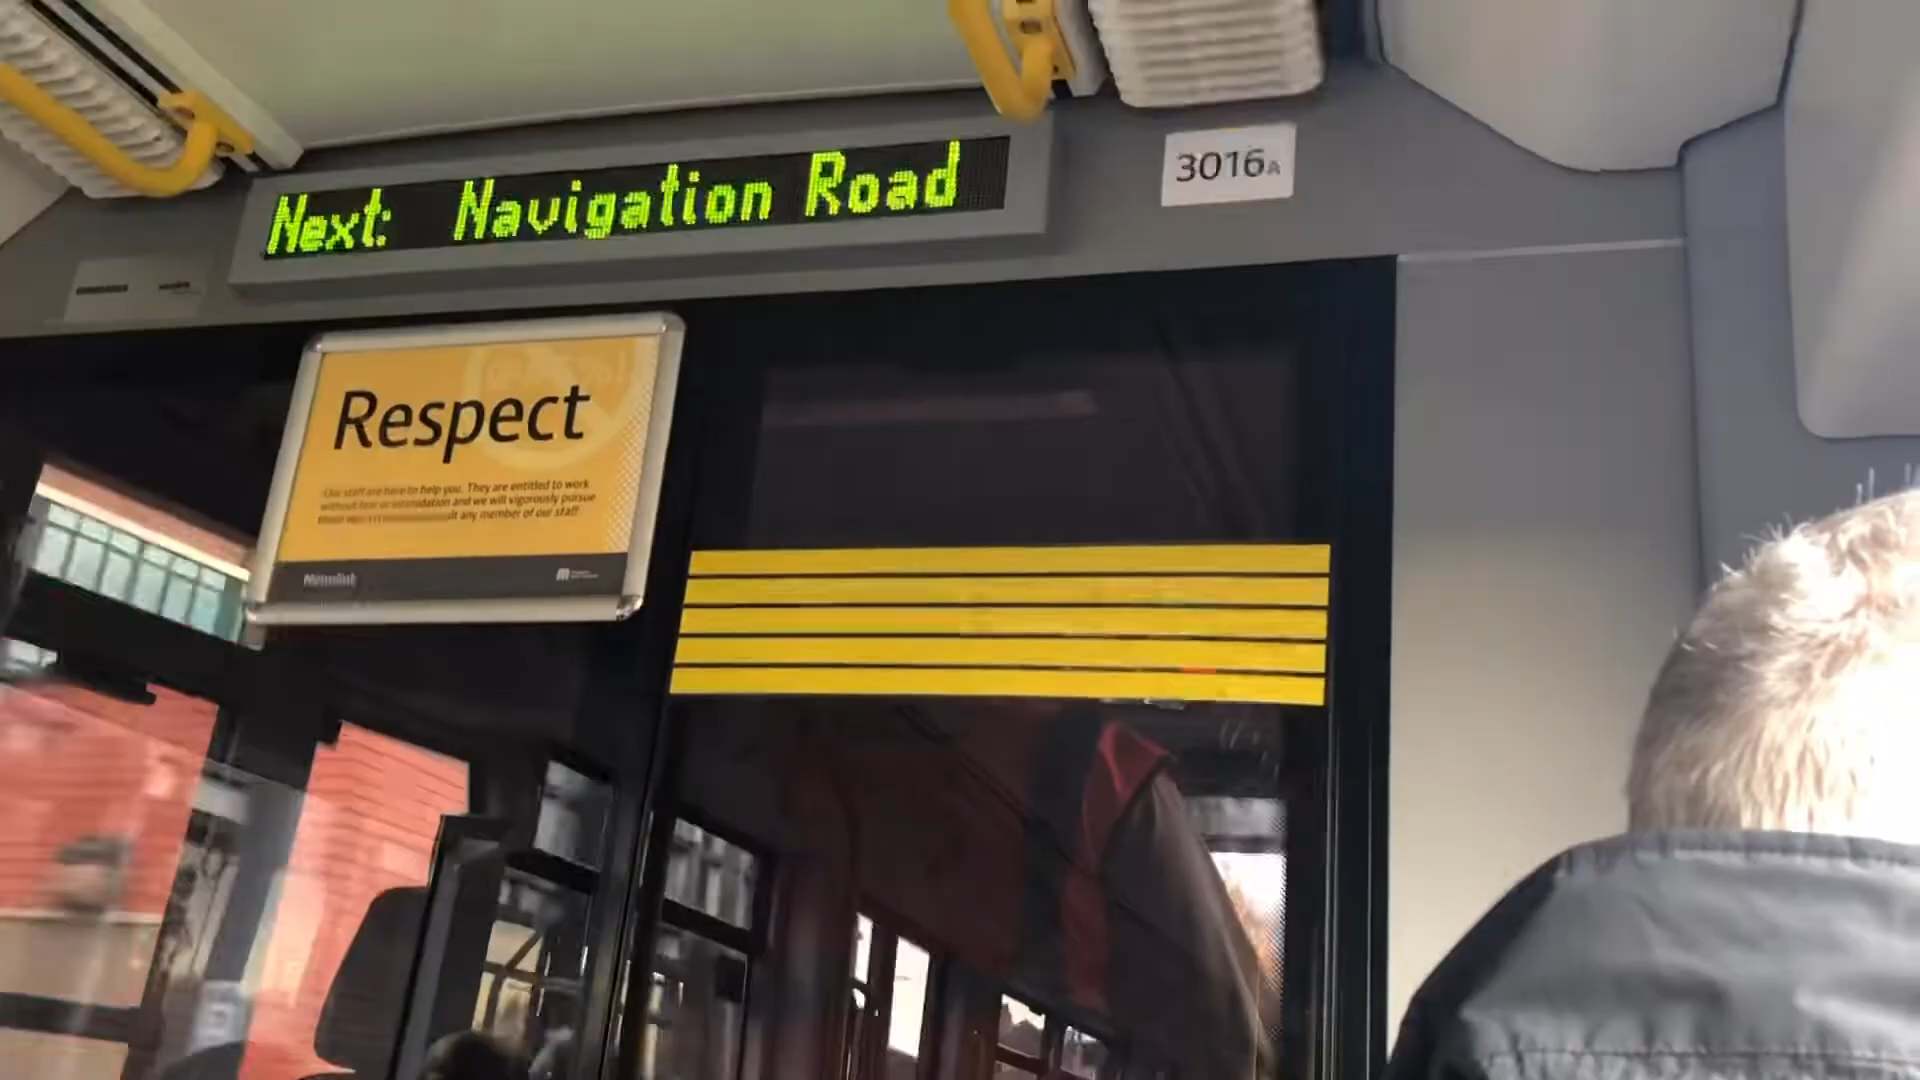 Next: Navigation Road
3016A
Respect
Our staff are here to help you. They are entitled to work
without fear or intimidation and we will vigorously pursue
any member of our staff
Metrolink